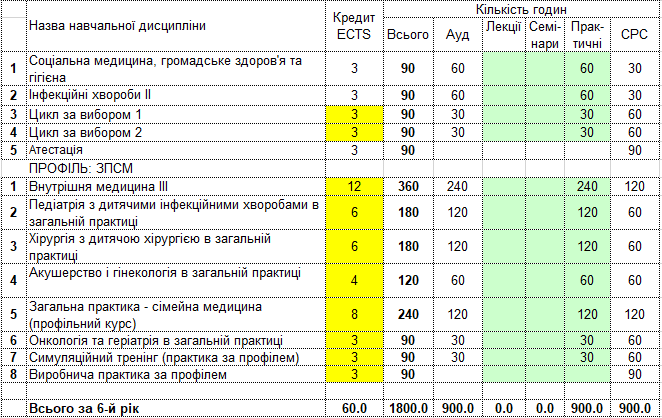 Назва навчальної дисципліни Кредит ECTS Кількість годин
Всього Ауд Лекції Семі-нари Прак-тичні СРС
1 Соціальна медицина, громадське здоров'я та гігієна 3 90 60 60 30
2 Інфекційні хвороби II 3 90 60 60 30
3 Цикл за вибором 1 3 90 30 30 60
4 Цикл за вибором 2 3 90 30 30 60
5 Атестація 3 90 90
ПРОФІЛЬ: ЗПСМ
1 Внутрішня медицина III 12 360 240 240 120
2 Педіатрія з дитячими інфекційними хворобами в загальній практиці 6 180 120 120 60
3 Хірургія з дитячою хірургією в загальній практиці 6 180 120 120 60
4 Акушерство і гінекологія в загальній практиці 4 120 60 60 60
5 Загальна практика - сімейна медицина (профільний курс) 8 240 120 120 120
6 Онкологія та геріатрія в загальній практиці 3 90 30 30 60
7 Симуляційний тренінг (практика за профілем) 3 90 30 30 60
8 Виробнича практика за профілем 3 90 90
Всього за 6-й рік 60.0 1800.0 900.0 0.0 0.0 900.0 900.0